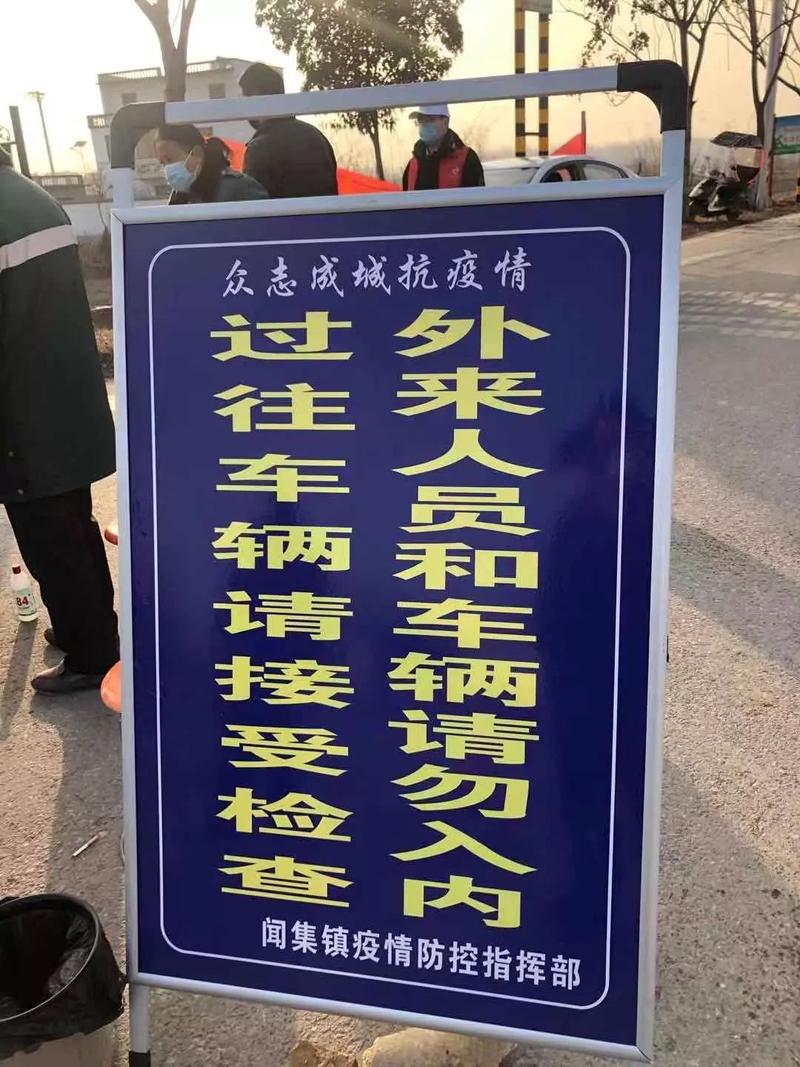 众志成城抗疫情
外来人员和车辆请勿入内
过往车辆请接受检查
闻集镇疫情防控指挥部
84